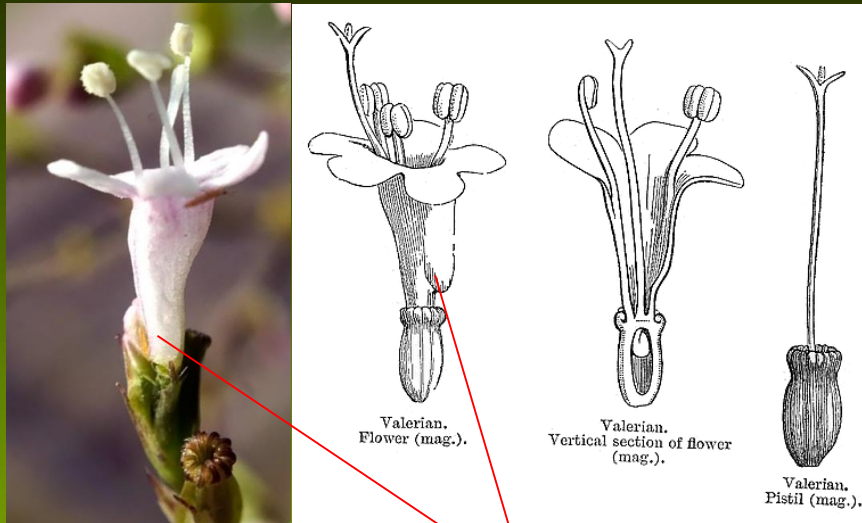 Valerian.
Flower (mag.).
Valerian.
Vertical section of flower
(mag.).
Valerian.
Pistil (mag.).